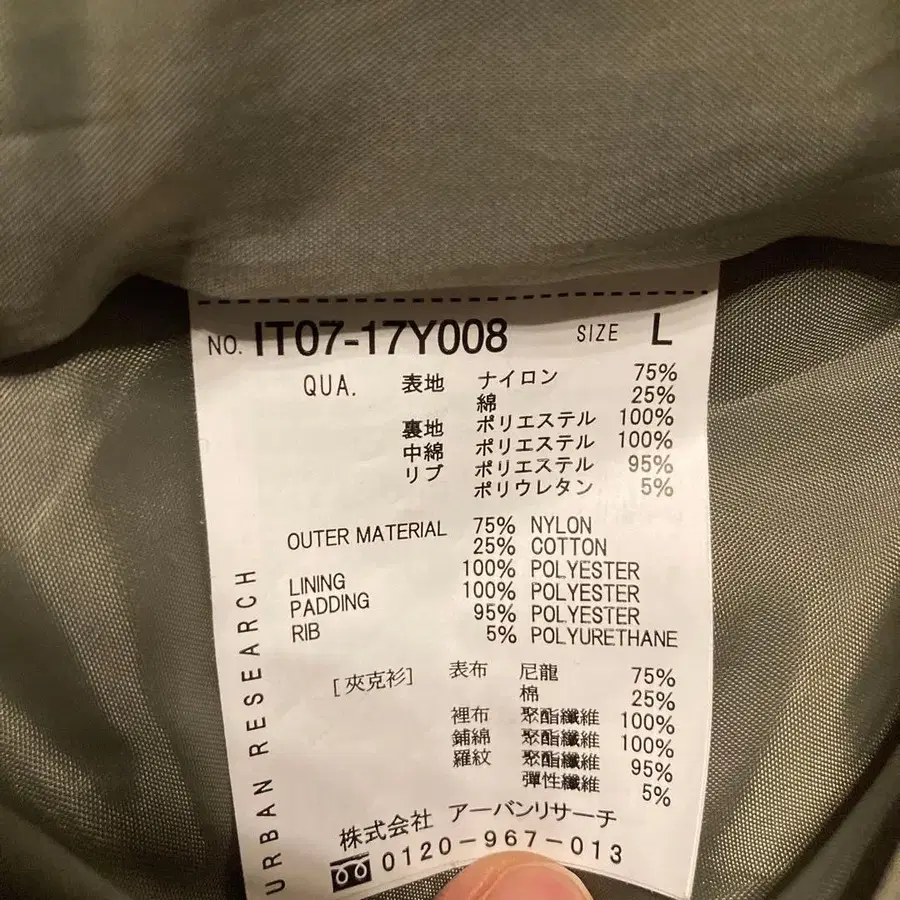 NO. IT07-17Y008 SIZE L
QUA. 表地 ナイロン 75%
綿 25%
裏地 ポリエステル 100%
中綿 ポリエステル 100%
リブ ポリエステル 95%
ポリウレタン 5%
OUTER MATERIAL 75% NYLON
25% COTTON
LINING 100% POLYESTER
PADDING 100% POLYESTER
RIB 95% POLYESTER
5% POLYURETHANE
[夾克衫] 表布 尼龍 75%
棉 25%
裡布 聚酯纖維 100%
鋪綿 聚酯纖維 100%
羅紋 聚酯纖維 95%
彈性纖維 5%
株式会社 アーバンリサーチ
0120-967-013
URBAN RESEARCH